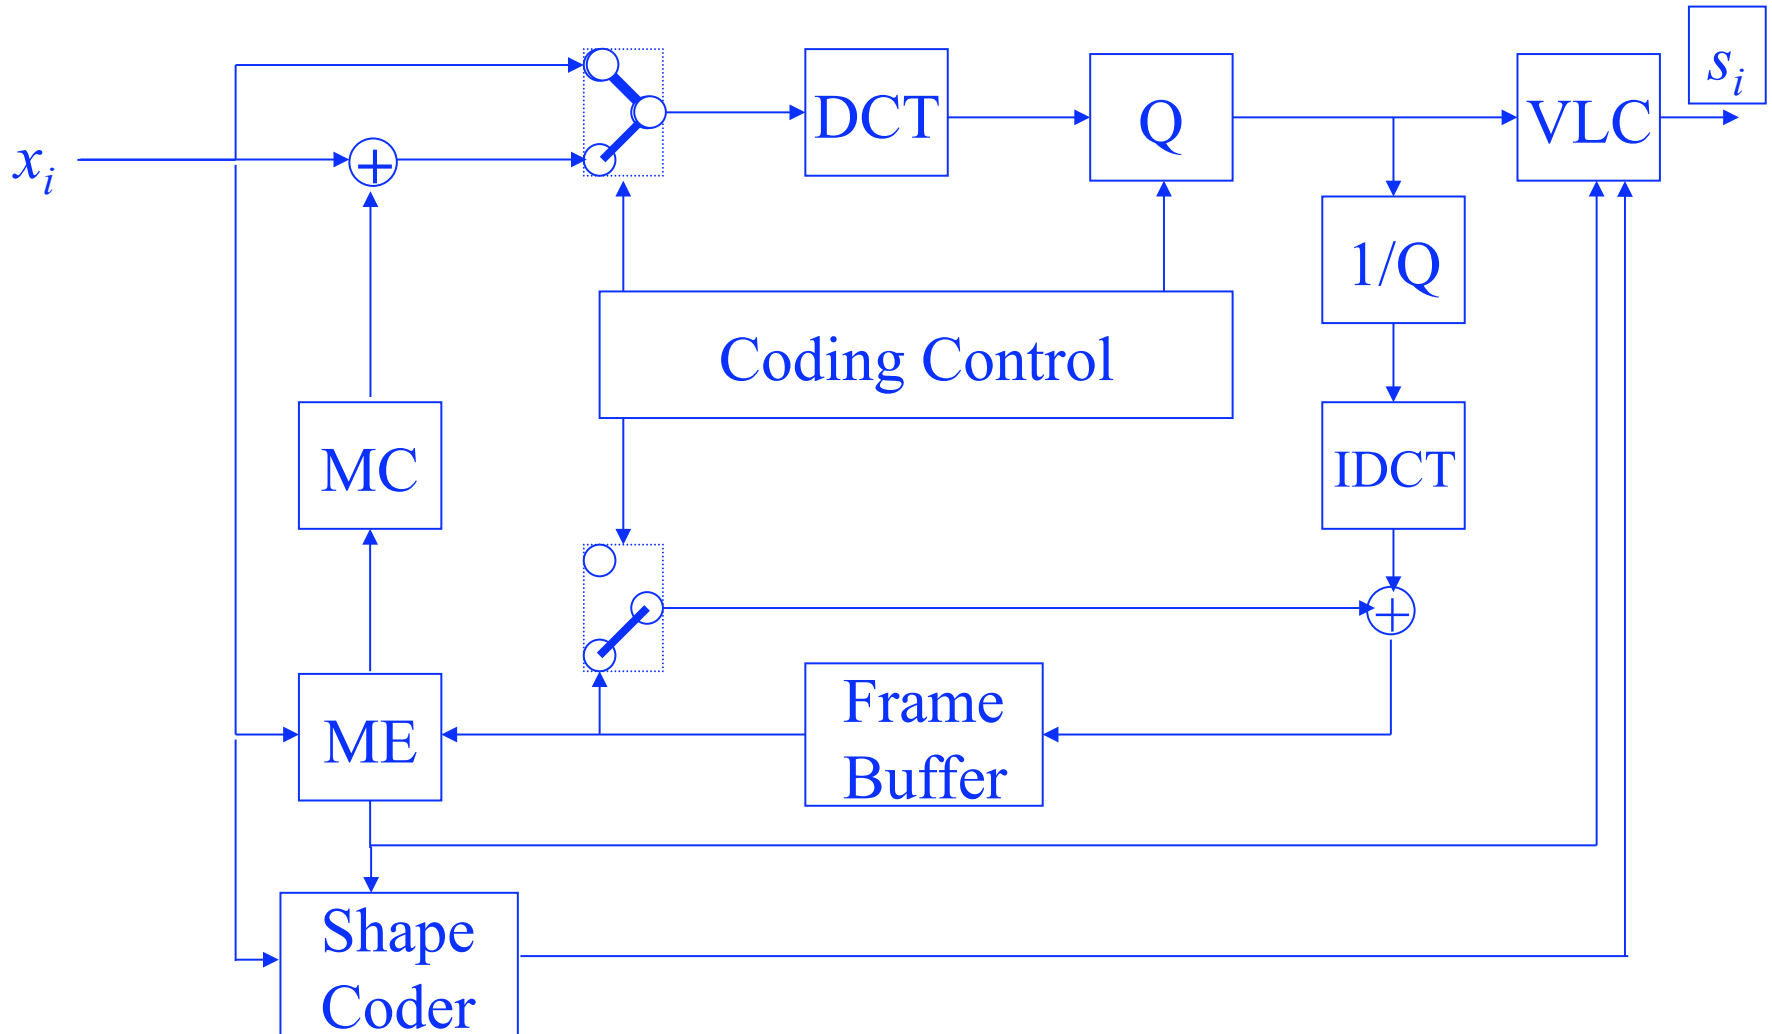 s_i
DCT
Q
VLC
x_i
+
1/Q
Coding Control
MC
IDCT
+
Frame
Buffer
ME
Shape
Coder